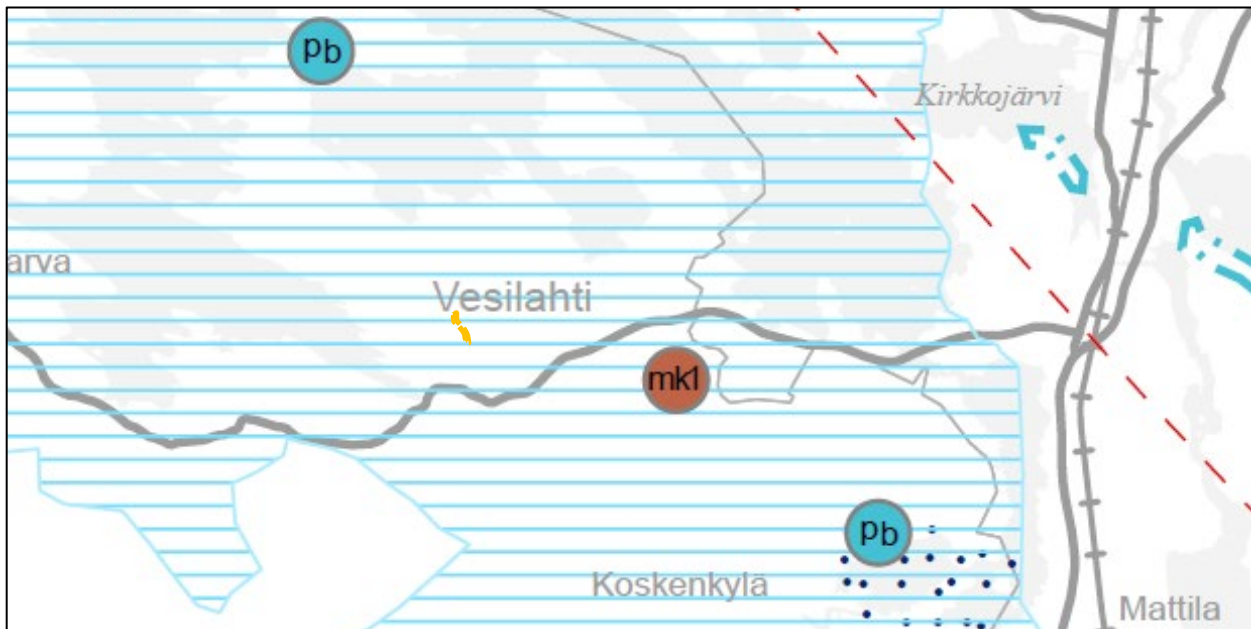 pb
Kirkkojärvi
arva
Vesilahti
mk1
pb
Koskenkylä
Mattila